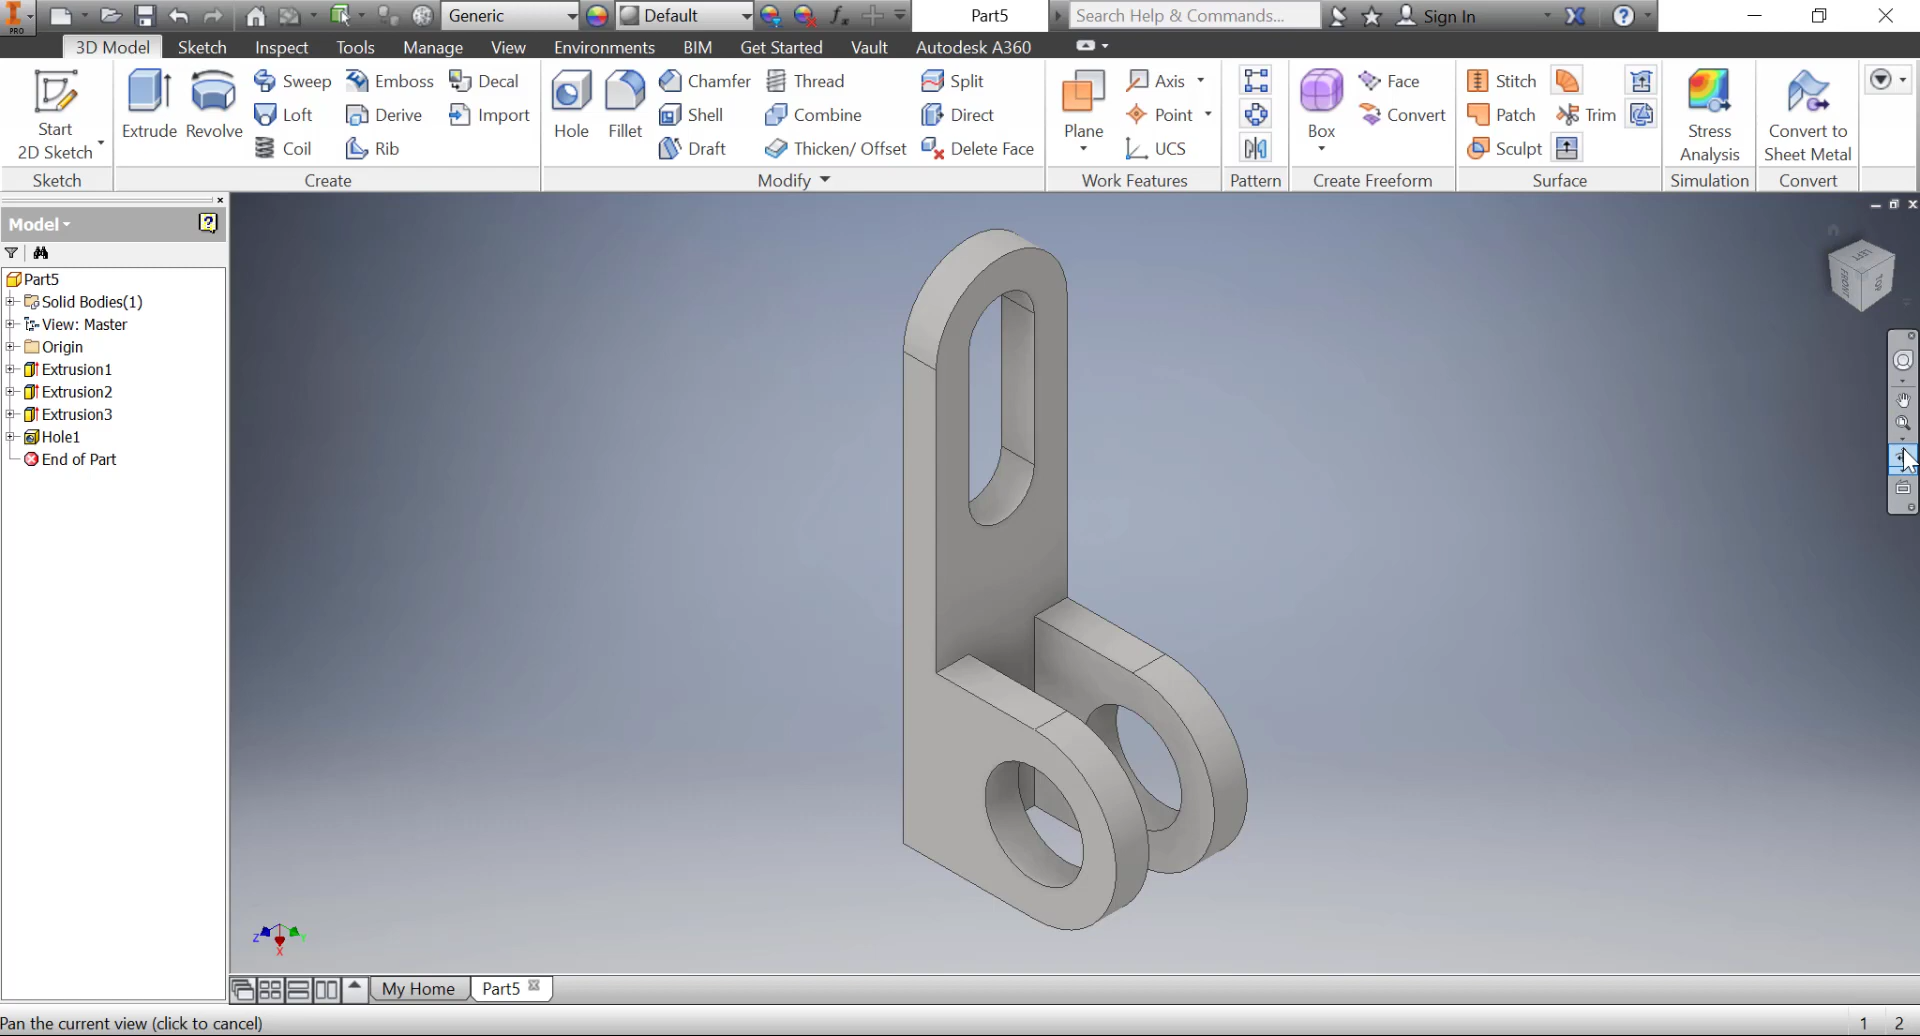 PRO Generic Default Part5 Search Help & Commands... Sign In
3D Model Sketch Inspect Tools Manage View Environments BIM Get Started Vault Autodesk A360
Start
2D Sketch
Sketch
Extrude Revolve
Sweep Emboss Decal
Loft Derive Import
Coil Rib
Create
Hole Fillet
Chamfer Thread Split
Shell Combine Direct
Draft Thicken/ Offset Delete Face
Modify
Plane
Axis
Point
UCS
Work Features
Pattern
Box
Face
Convert
Create Freeform
Stitch
Patch Trim
Sculpt
Surface
Stress
Analysis
Simulation
Convert to
Sheet Metal
Convert
Model
Part5
Solid Bodies(1)
View: Master
Origin
Extrusion1
Extrusion2
Extrusion3
Hole1
End of Part
LEFT
FRONT
Z Y
X
My Home Part5
Pan the current view (click to cancel) 1 2